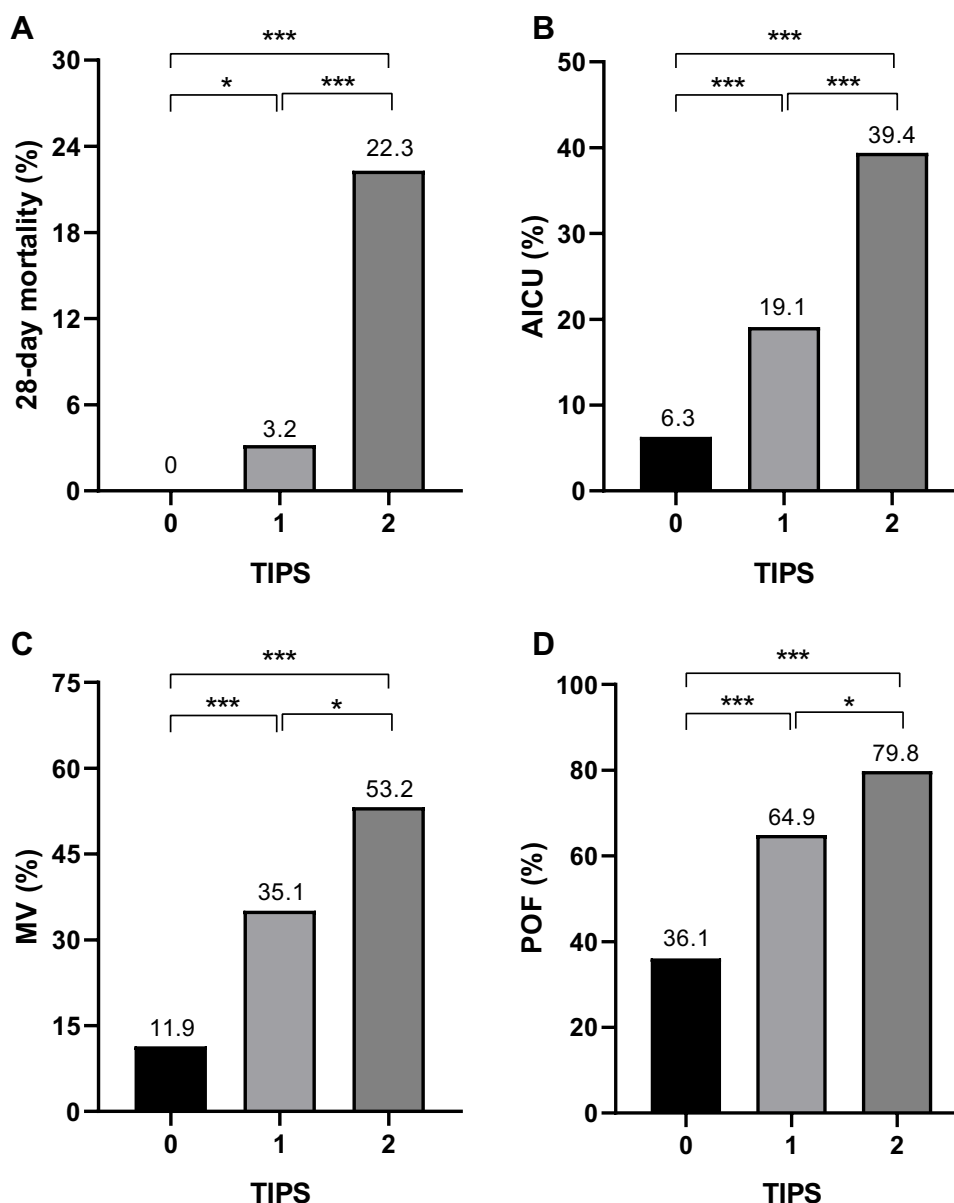 A
***
* ***
30
24
18
12
6
0
28-day mortality (%)
0
3.2
22.3
0 1 2
TIPS
B
***
*** ***
50
40
30
20
10
0
AICU (%)
6.3
19.1
39.4
0 1 2
TIPS
C
***
*** *
75
60
45
30
15
0
MV (%)
11.9
35.1
53.2
0 1 2
TIPS
D
***
*** *
100
80
60
40
20
0
POF (%)
36.1
64.9
79.8
0 1 2
TIPS